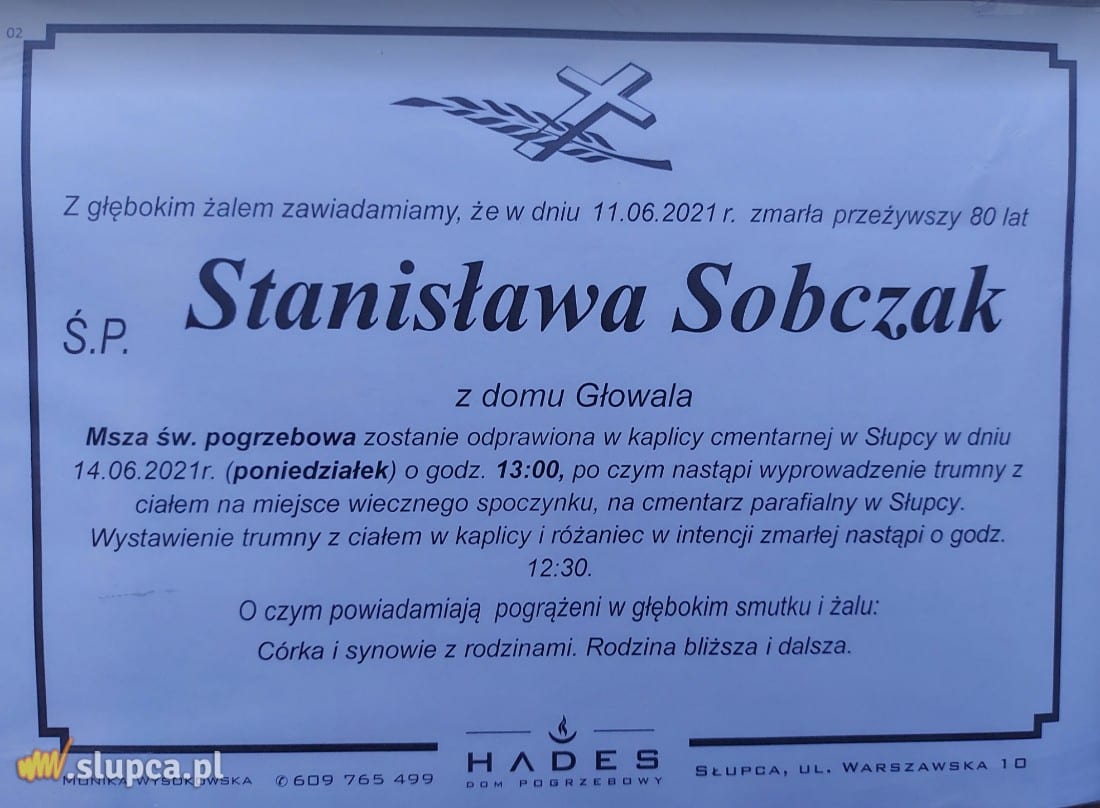 02
Z głębokim żalem zawiadamiamy, że w dniu 11.06.2021 r. zmarła przeżywszy 80 lat
Ś.P. Stanisława Sobczak
z domu Głowala
Msza św. pogrzebowa zostanie odprawiona w kaplicy cmentarnej w Słupcy w dniu
14.06.2021r. (poniedziałek) o godz. 13:00, po czym nastąpi wyprowadzenie trumny z
ciałem na miejsce wiecznego spoczynku, na cmentarz parafialny w Słupcy.
Wystawienie trumny z ciałem w kaplicy i różaniec w intencji zmarłej nastąpi o godz.
12:30.
O czym powiadamiają pogrążeni w głębokim smutku i żalu:
Córka i synowie z rodzinami. Rodzina bliższa i dalsza.
.slupca.pl
MONIKA WYSOKOWSKA ✆ 609 765 499
HADES
DOM POGRZEBOWY
SŁUPCA, UL. WARSZAWSKA 10